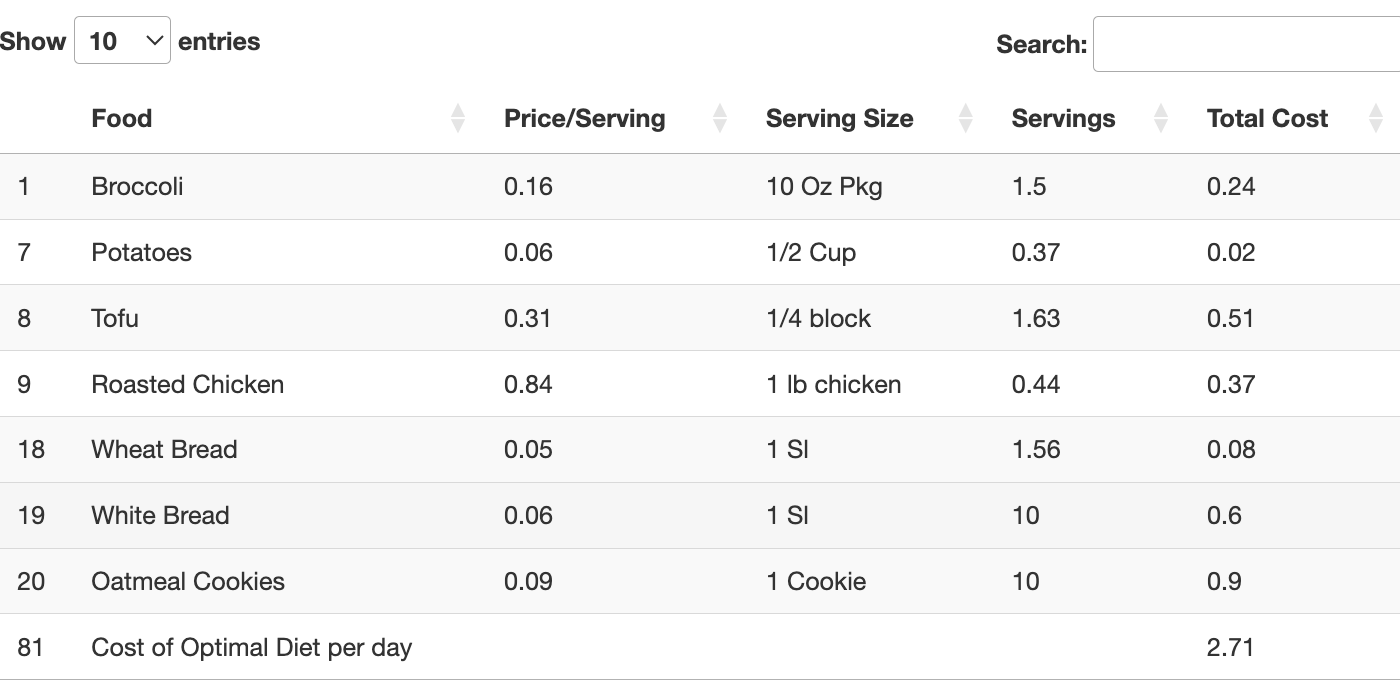 Show 10 entries Search:
Food Price/Serving Serving Size Servings Total Cost
1 Broccoli 0.16 10 Oz Pkg 1.5 0.24
7 Potatoes 0.06 1/2 Cup 0.37 0.02
8 Tofu 0.31 1/4 block 1.63 0.51
9 Roasted Chicken 0.84 1 lb chicken 0.44 0.37
18 Wheat Bread 0.05 1 Sl 1.56 0.08
19 White Bread 0.06 1 Sl 10 0.6
20 Oatmeal Cookies 0.09 1 Cookie 10 0.9
81 Cost of Optimal Diet per day 2.71